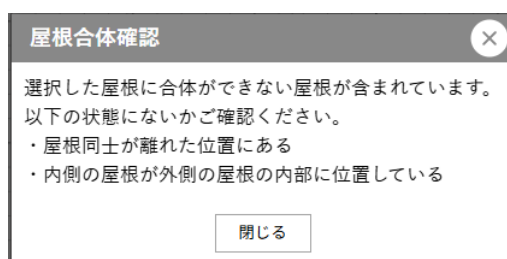 屋根合体確認
選択した屋根に合体ができない屋根が含まれています。
以下の状態にないかご確認ください。
・屋根同士が離れた位置にある
・内側の屋根が外側の屋根の内部に位置している
閉じる